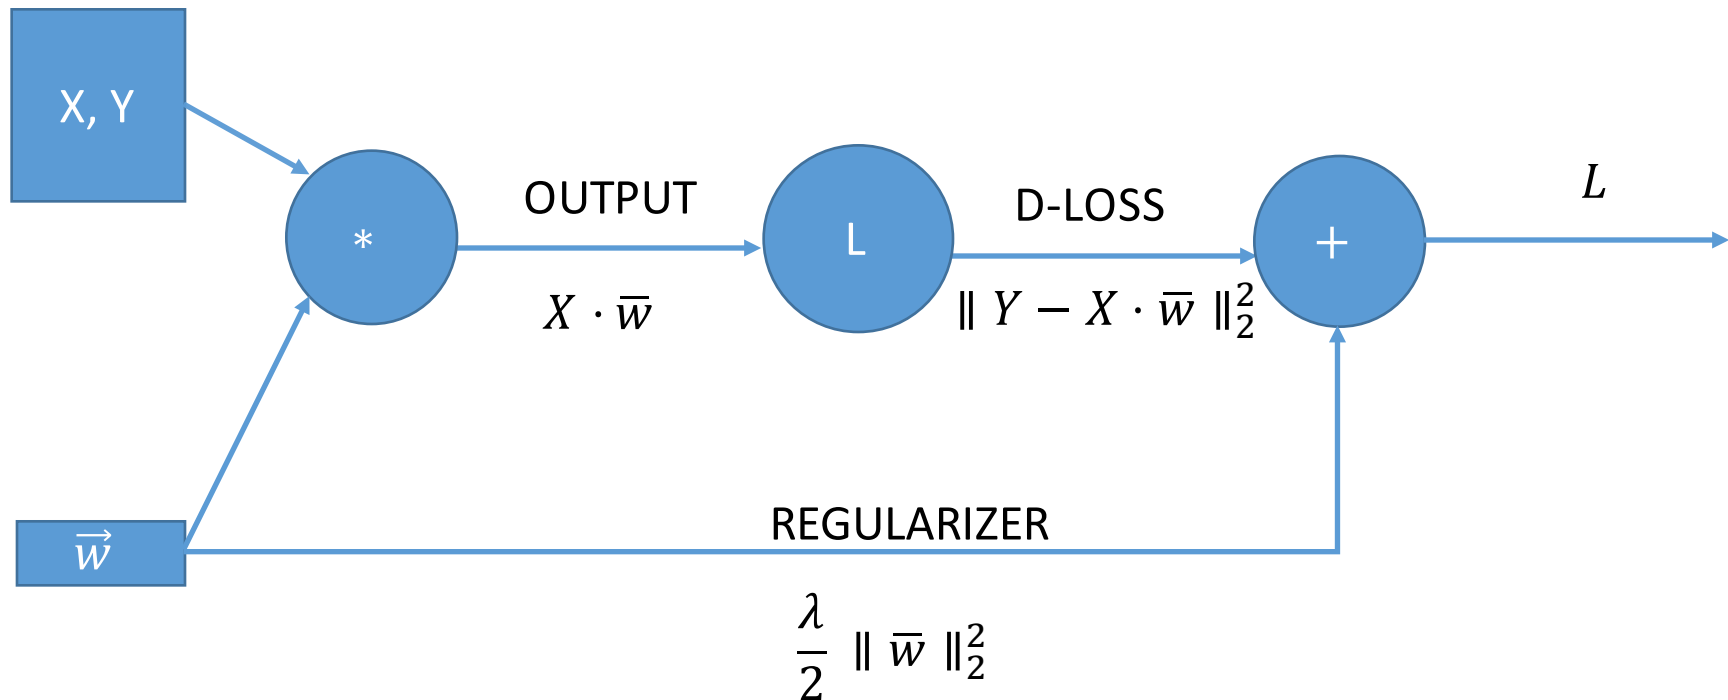 X, Y
*
OUTPUT
X · w̅
L
D-LOSS
‖ Y − X · w̅ ‖₂²
+
L
w⃗
REGULARIZER
λ/2 ‖ w̅ ‖₂²